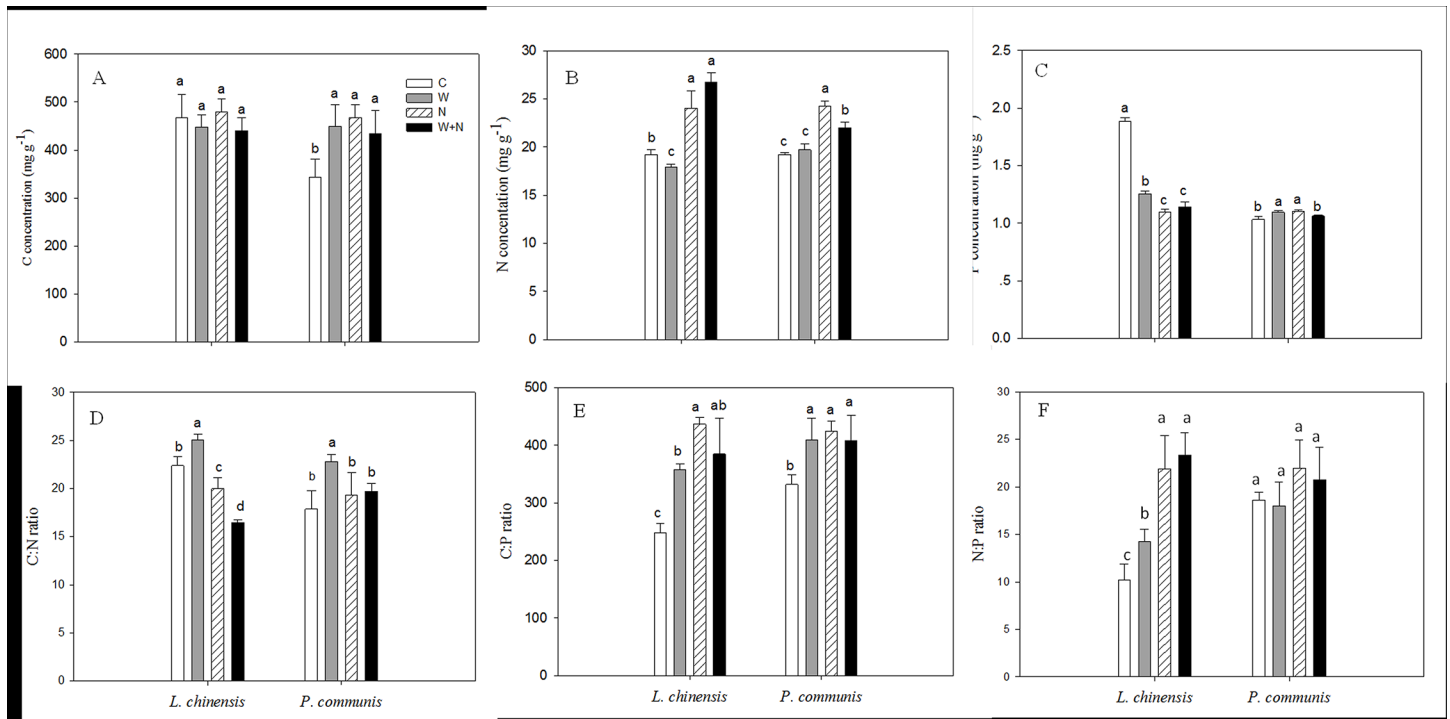 A
C
W
N
W+N
600
500
400
300
200
100
0
C concentration (mg g-1)
a a a a
b a a a
B
30
25
20
15
10
5
0
N concentation (mg g-1)
b c a a
c c a b
C
2.5
2.0
1.5
1.0
.5
0.0
concentration (mg g-1)
a b c c
b a a b
D
30
25
20
15
10
5
0
C:N ratio
b a c d
b a b b
L. chinensis P. communis
E
500
400
300
200
100
0
C:P ratio
c b a ab
b a a a
L. chinensis P. communis
F
30
25
20
15
10
5
0
N:P ratio
c b a a
a a a a
L. chinensis P. communis